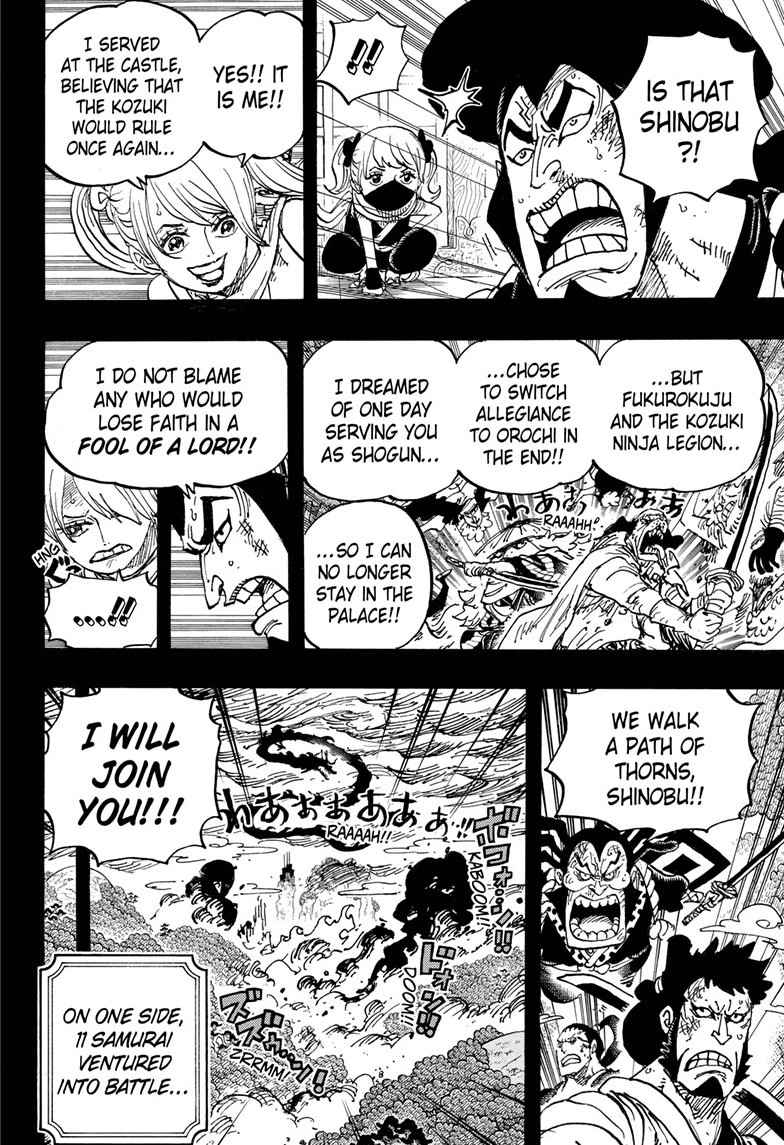 IS THAT
SHINOBU
?!
!!
YES!! IT
IS ME!!
I SERVED
AT THE CASTLE,
BELIEVING THAT
THE KOZUKI
WOULD RULE
ONCE AGAIN...
...BUT
FUKUROKUJU
AND THE KOZUKI
NINJA LEGION...
...CHOSE
TO SWITCH
ALLEGIANCE
TO OROCHI IN
THE END!!
RAAAHH!
I DREAMED
OF ONE DAY
SERVING YOU
AS SHOGUN...
...SO I CAN
NO LONGER
STAY IN THE
PALACE!!
I DO NOT BLAME
ANY WHO WOULD
LOSE FAITH IN A
FOOL OF A LORD!!
HNG
.....!!
WE WALK
A PATH OF
THORNS,
SHINOBU!!
I WILL
JOIN
YOU!!!
RAAAAH!!
KABOOM!!
DOOM!
ZRRMM!
ON ONE SIDE,
11 SAMURAI
VENTURED
INTO BATTLE...